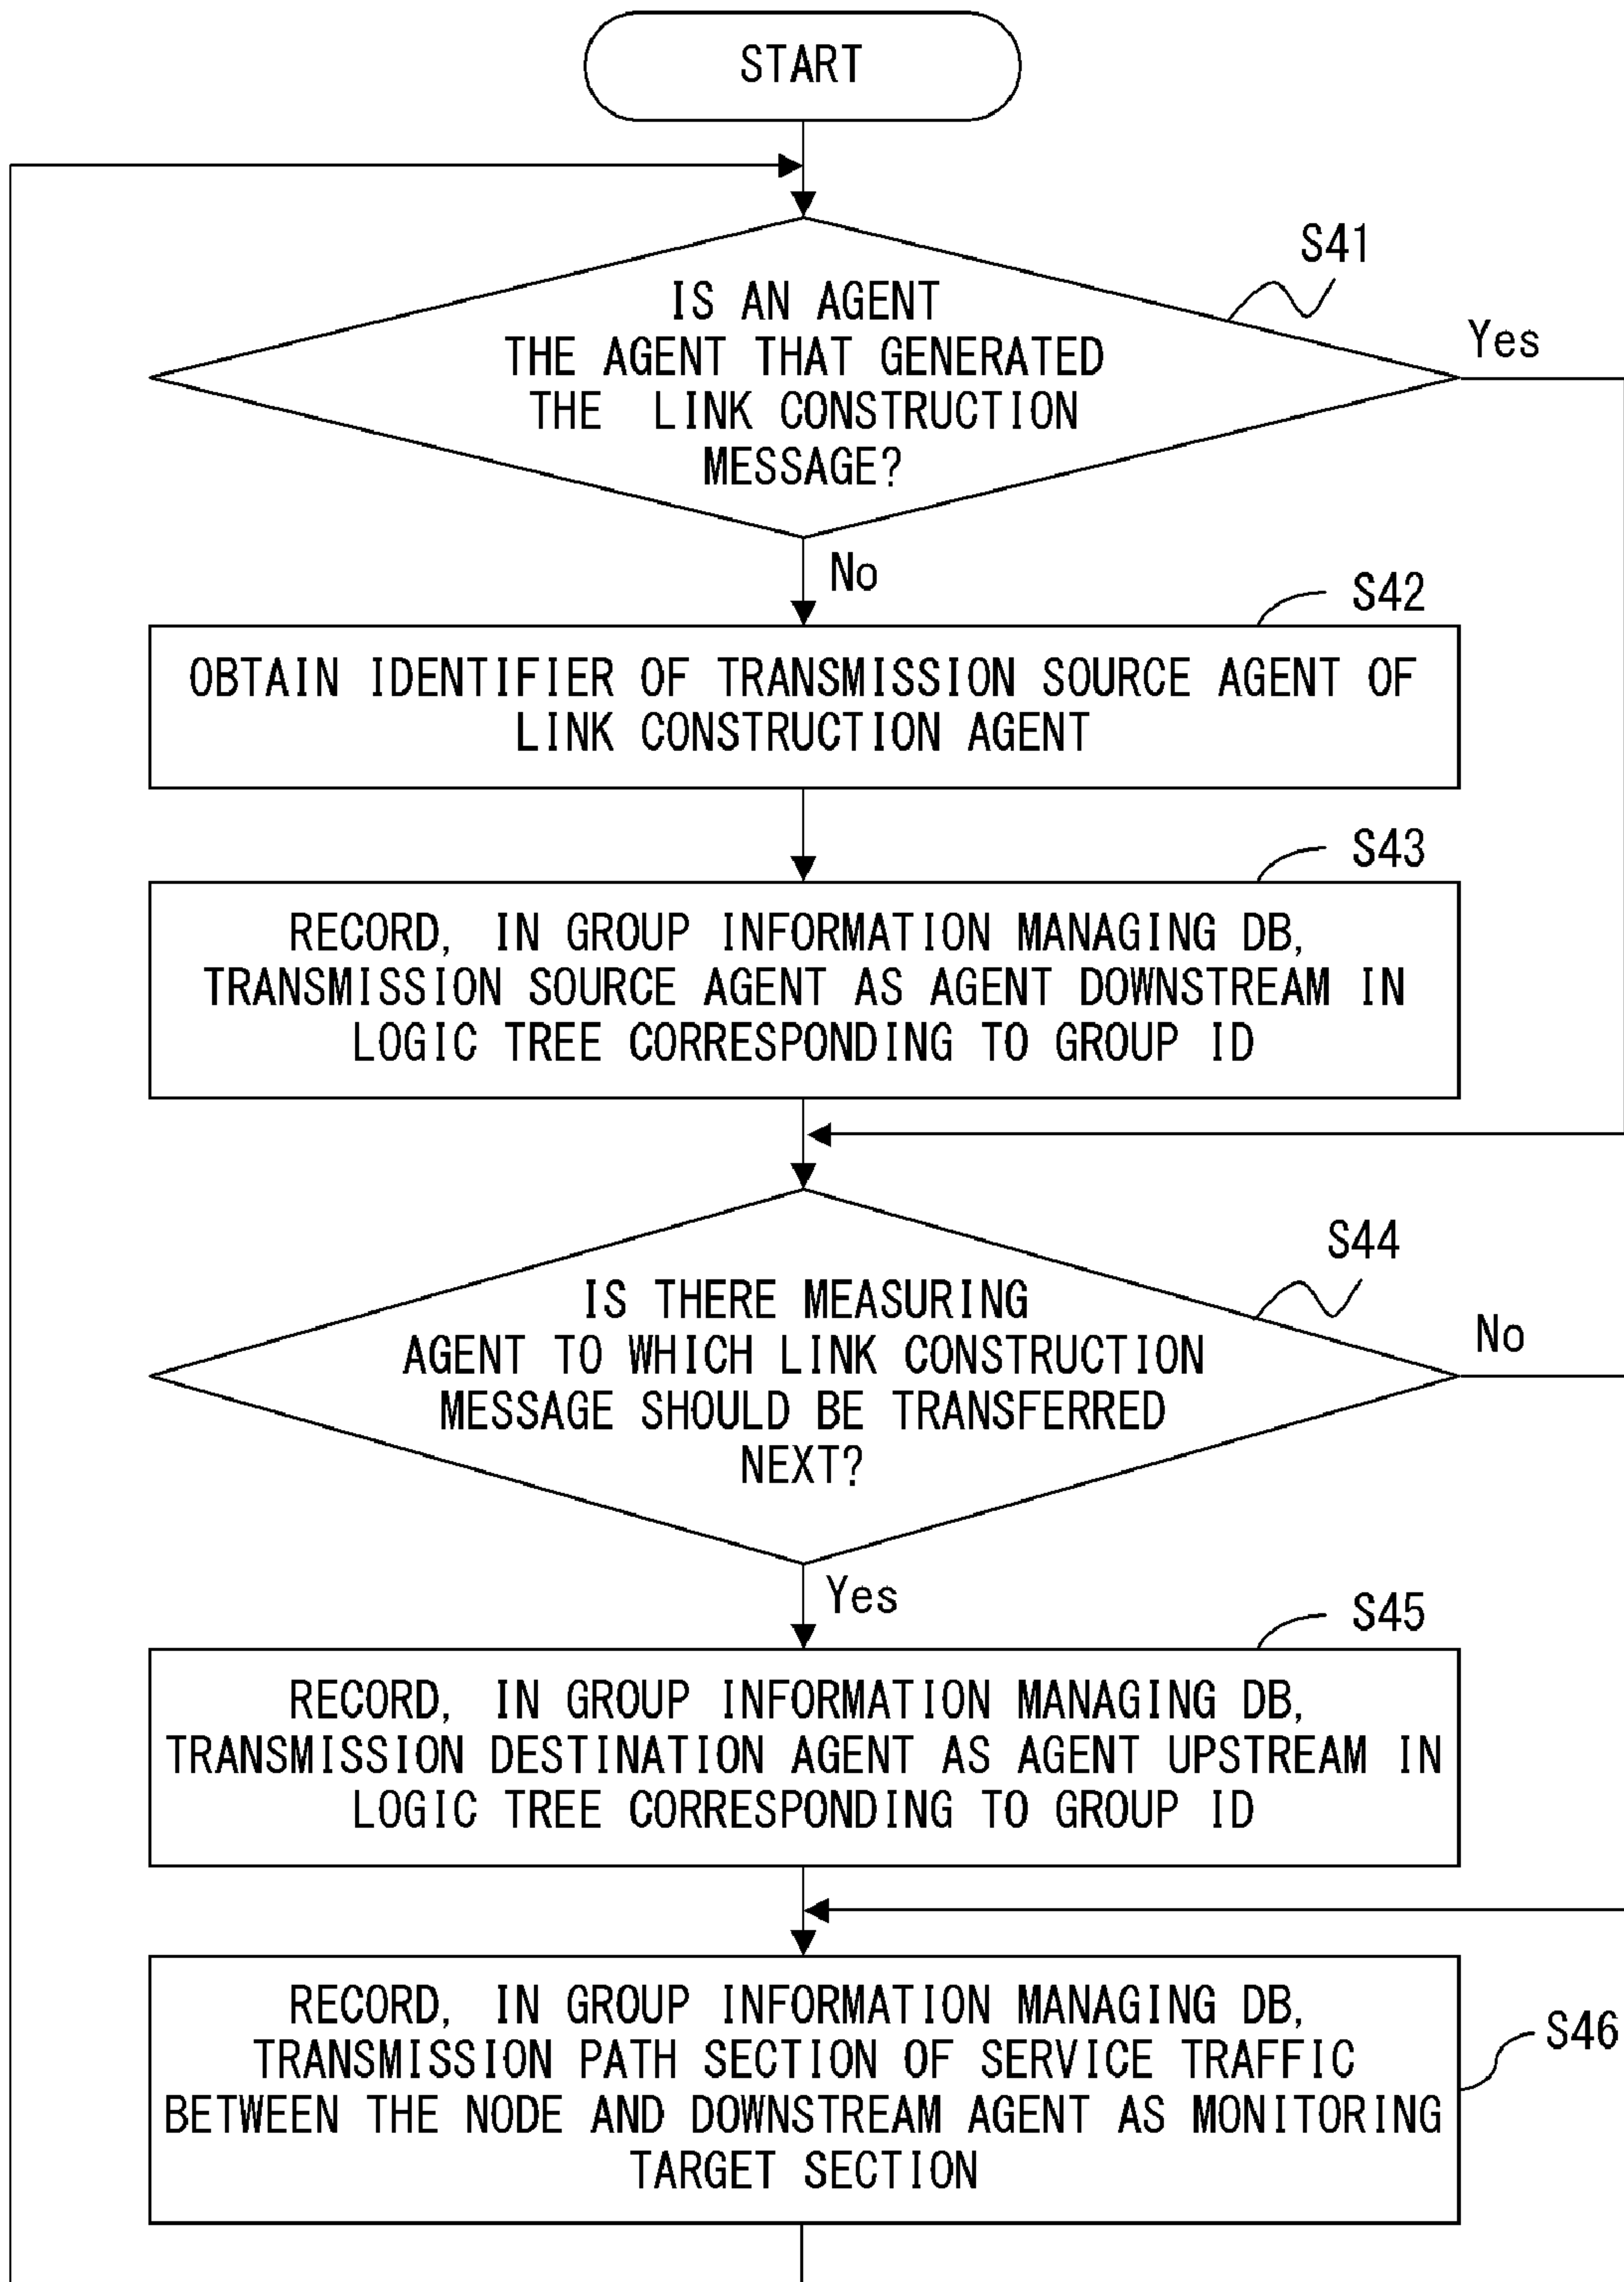 START
S41
IS AN AGENT
THE AGENT THAT GENERATED
THE LINK CONSTRUCTION
MESSAGE?
Yes
No
S42
OBTAIN IDENTIFIER OF TRANSMISSION SOURCE AGENT OF
LINK CONSTRUCTION AGENT
S43
RECORD, IN GROUP INFORMATION MANAGING DB,
TRANSMISSION SOURCE AGENT AS AGENT DOWNSTREAM IN
LOGIC TREE CORRESPONDING TO GROUP ID
S44
IS THERE MEASURING
AGENT TO WHICH LINK CONSTRUCTION
MESSAGE SHOULD BE TRANSFERRED
NEXT?
No
Yes
S45
RECORD, IN GROUP INFORMATION MANAGING DB,
TRANSMISSION DESTINATION AGENT AS AGENT UPSTREAM IN
LOGIC TREE CORRESPONDING TO GROUP ID
RECORD, IN GROUP INFORMATION MANAGING DB,
TRANSMISSION PATH SECTION OF SERVICE TRAFFIC
BETWEEN THE NODE AND DOWNSTREAM AGENT AS MONITORING
TARGET SECTION
S46